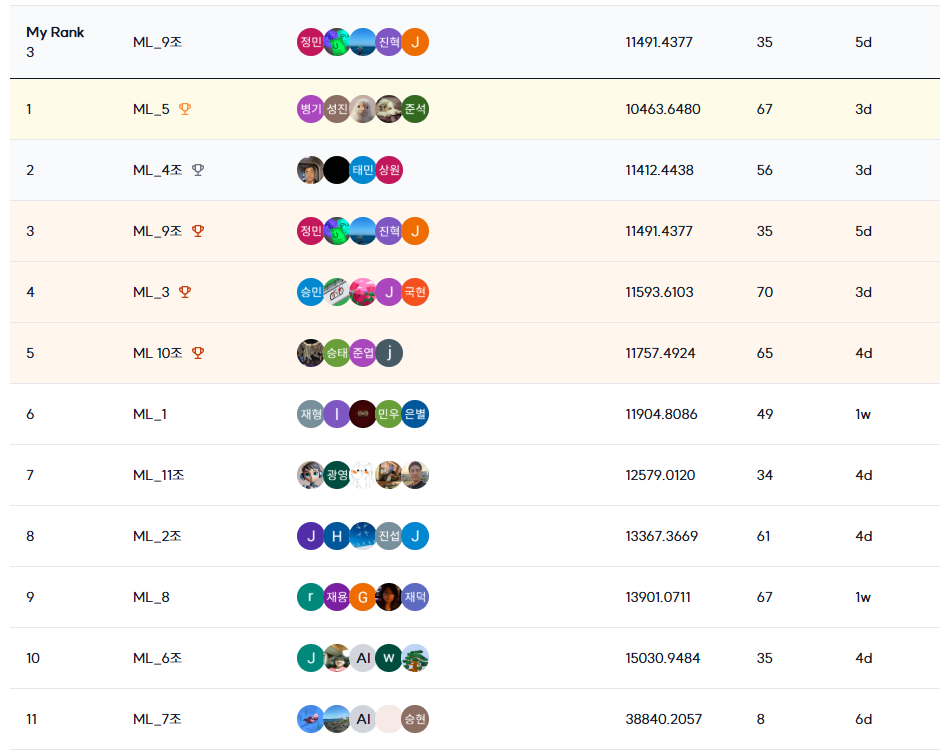 My Rank
3 ML_9조 정민 진혁 J 11491.4377 35 5d
1 ML_5 병기 성진 준석 10463.6480 67 3d
2 ML_4조 태민 상원 11412.4438 56 3d
3 ML_9조 정민 진혁 J 11491.4377 35 5d
4 ML_3 승민 J 국현 11593.6103 70 3d
5 ML 10조 승태 준엽 j 11757.4924 65 4d
6 ML_1 재형 I 민우 은별 11904.8086 49 1w
7 ML_11조 광영 12579.0120 34 4d
8 ML_2조 J H 진섭 J 13367.3669 61 4d
9 ML_8 r 재용 G 재덕 13901.0711 67 1w
10 ML_6조 J AI w 15030.9484 35 4d
11 ML_7조 AI 승현 38840.2057 8 6d